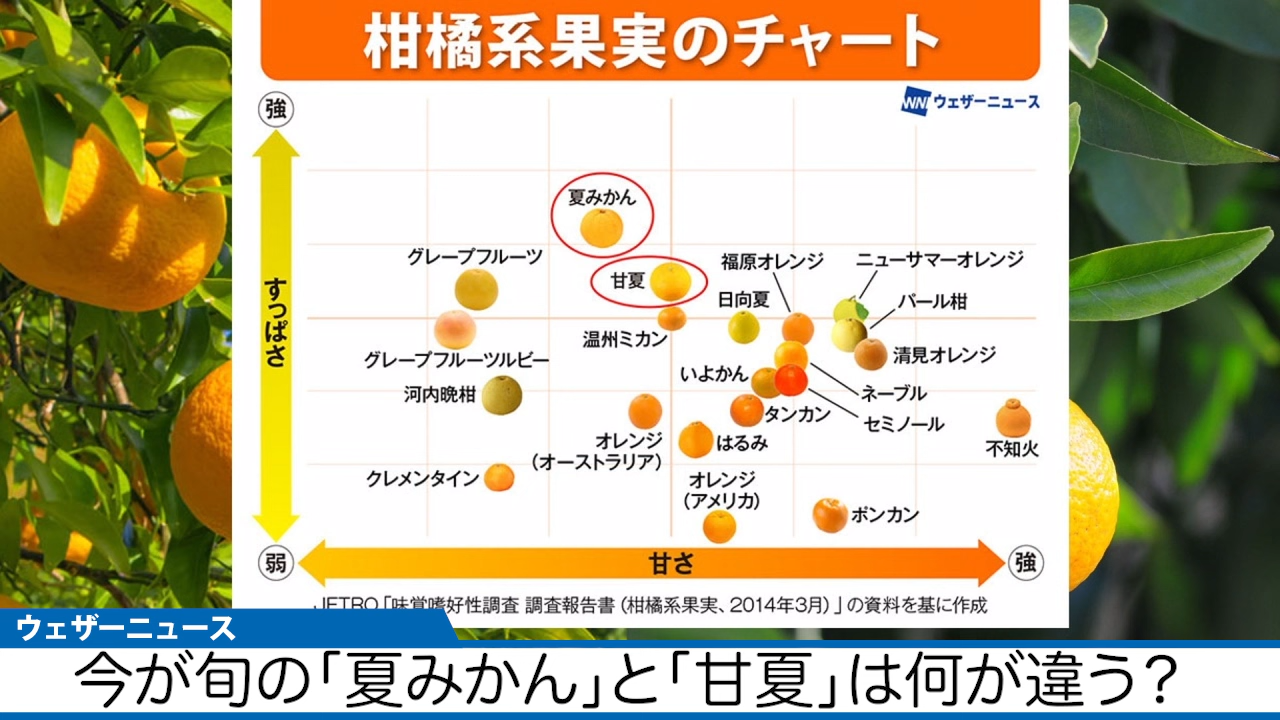 柑橘系果実のチャート
WNI ウェザーニュース
強
夏みかん
グレープフルーツ
福原オレンジ
ニューサマーオレンジ
甘夏
日向夏
パール柑
すっぱさ
温州ミカン
グレープフルーツルビー
清見オレンジ
いよかん
河内晩柑
ネーブル
タンカン
セミノール
オレンジ
(オーストラリア)
はるみ
不知火
クレメンタイン
オレンジ
(アメリカ)
ポンカン
弱
甘さ
強
JETRO「味覚嗜好性調査 調査報告書(柑橘系果実、2014年3月)」の資料を基に作成
ウェザーニュース
今が旬の「夏みかん」と「甘夏」は何が違う?